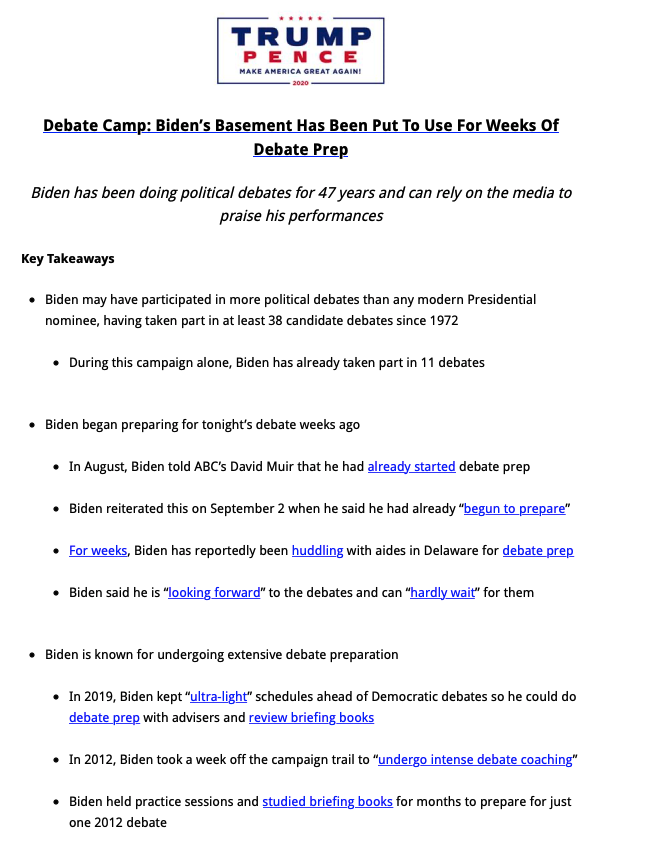 TRUMP
PENCE
MAKE AMERICA GREAT AGAIN!
2020
Debate Camp: Biden’s Basement Has Been Put To Use For Weeks Of
Debate Prep
Biden has been doing political debates for 47 years and can rely on the media to
praise his performances
Key Takeaways
• Biden may have participated in more political debates than any modern Presidential
nominee, having taken part in at least 38 candidate debates since 1972
• During this campaign alone, Biden has already taken part in 11 debates
• Biden began preparing for tonight’s debate weeks ago
• In August, Biden told ABC’s David Muir that he had already started debate prep
• Biden reiterated this on September 2 when he said he had already “begun to prepare”
• For weeks, Biden has reportedly been huddling with aides in Delaware for debate prep
• Biden said he is “looking forward” to the debates and can “hardly wait” for them
• Biden is known for undergoing extensive debate preparation
• In 2019, Biden kept “ultra-light” schedules ahead of Democratic debates so he could do
debate prep with advisers and review briefing books
• In 2012, Biden took a week off the campaign trail to “undergo intense debate coaching”
• Biden held practice sessions and studied briefing books for months to prepare for just
one 2012 debate